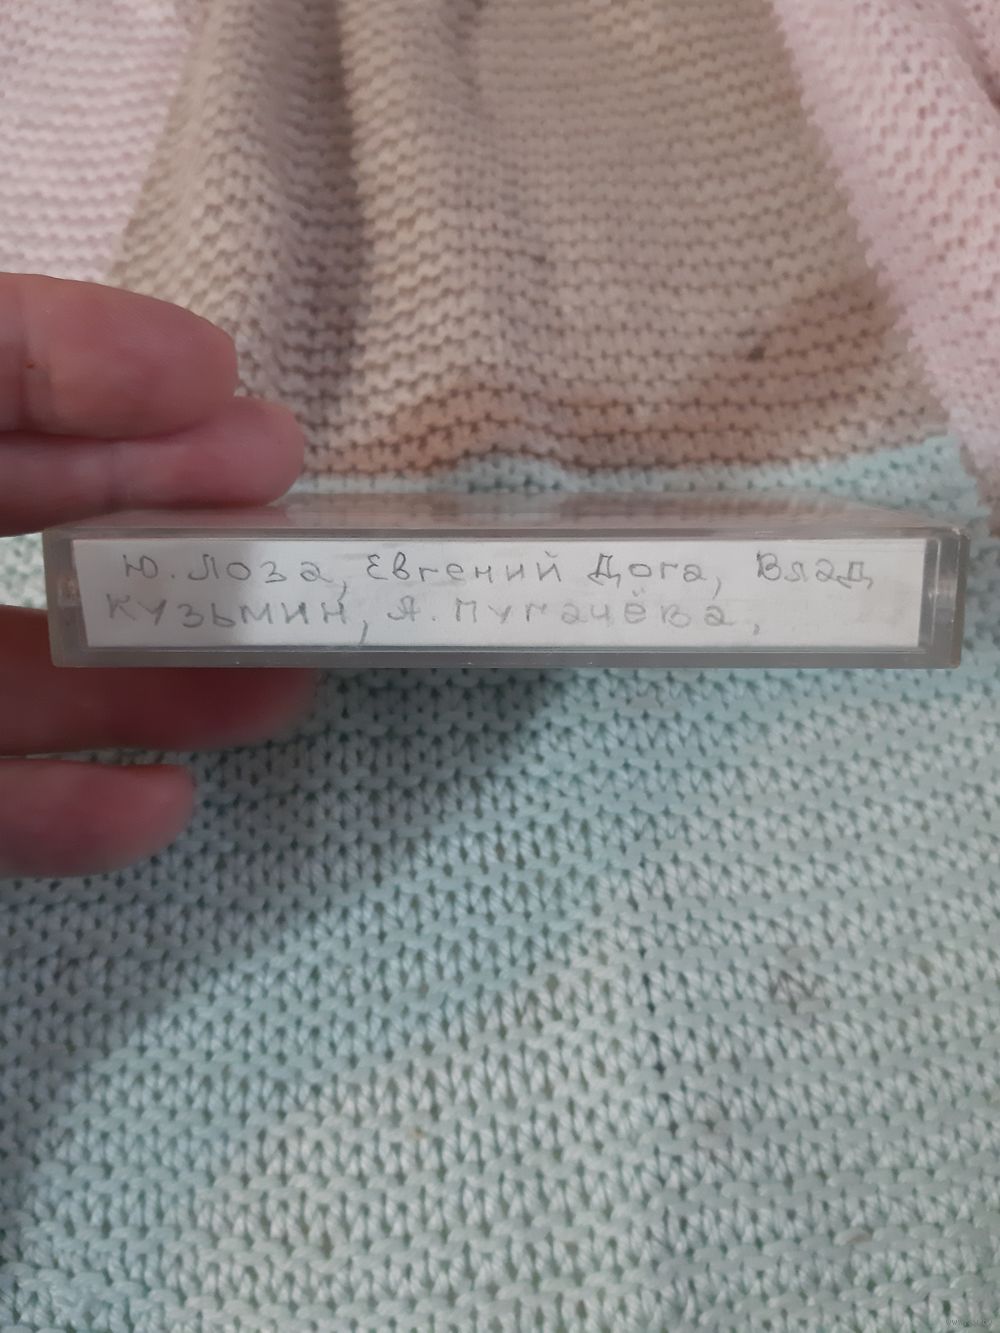 Ю. Лоза, Евгений Дога, Влад
Кузьмин, А. Пугачёва,